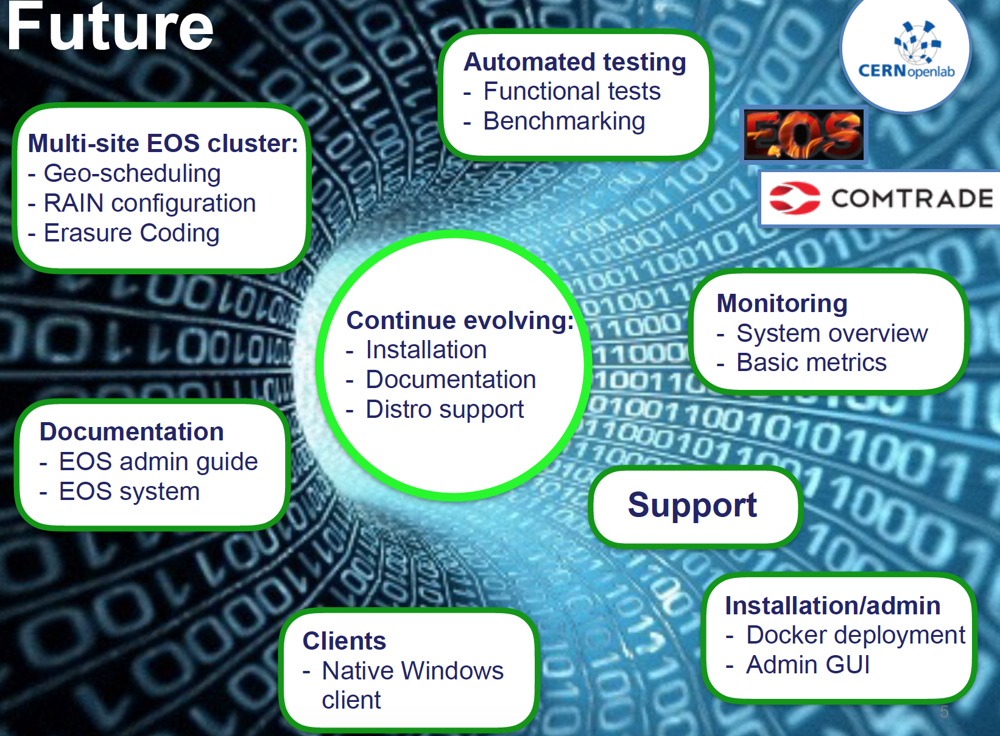 Future
CERN openlab
EOS
COMTRADE
Automated testing
- Functional tests
- Benchmarking
Multi-site EOS cluster:
- Geo-scheduling
- RAIN configuration
- Erasure Coding
Continue evolving:
- Installation
- Documentation
- Distro support
Monitoring
- System overview
- Basic metrics
Documentation
- EOS admin guide
- EOS system
Support
Installation/admin
- Docker deployment
- Admin GUI
Clients
- Native Windows
client
5